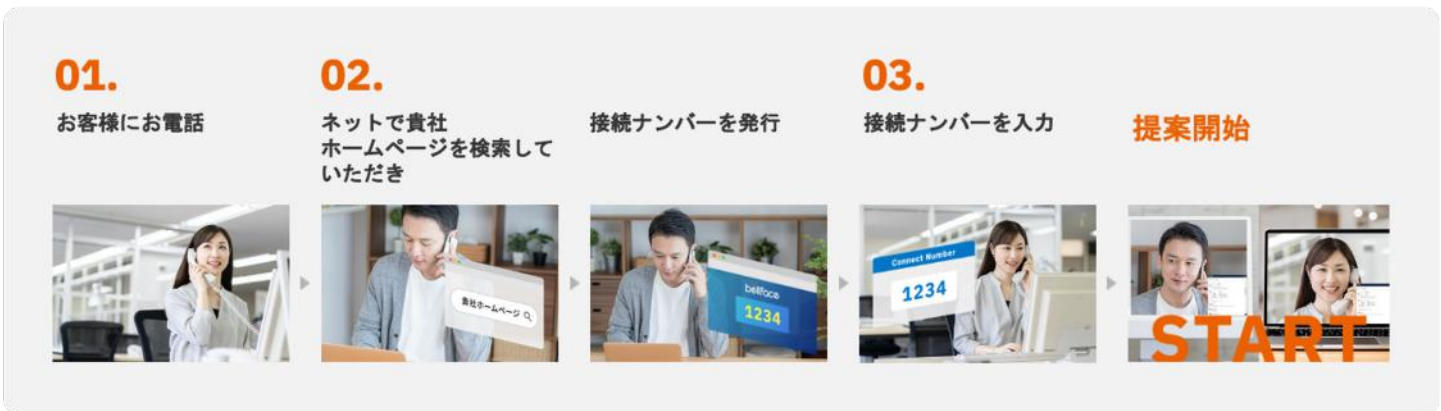 01.
お客様にお電話
02.
ネットで貴社
ホームページを検索して
いただき
接続ナンバーを発行
03.
接続ナンバーを入力
提案開始
貴社ホームページ
bellface
1234
Connect Number
1234
START